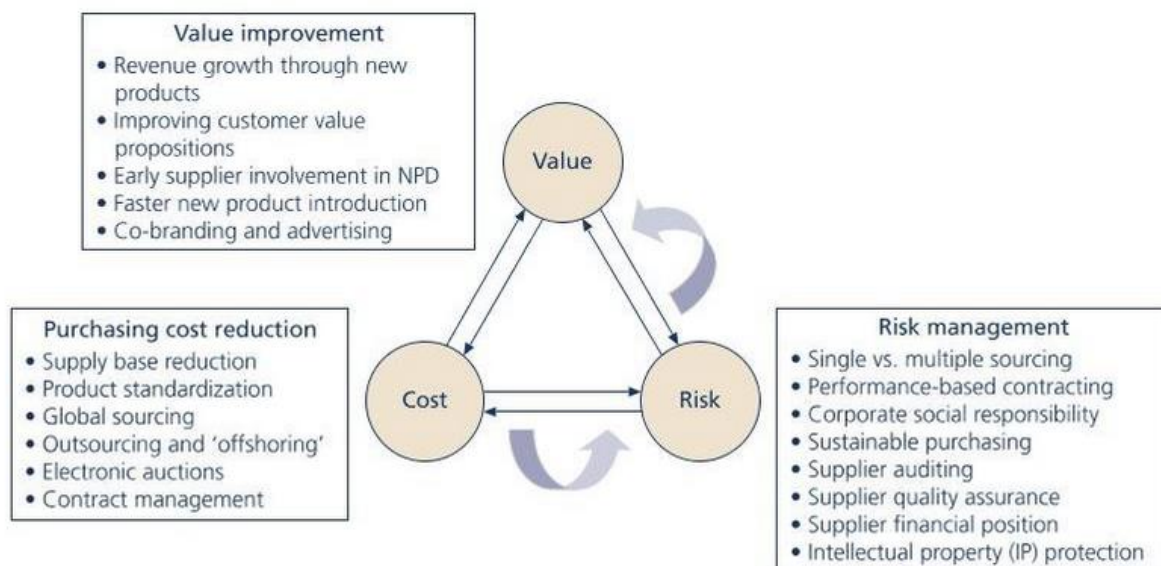 Value improvement
• Revenue growth through new
products
• Improving customer value
propositions
• Early supplier involvement in NPD
• Faster new product introduction
• Co-branding and advertising
Value
Purchasing cost reduction
• Supply base reduction
• Product standardization
• Global sourcing
• Outsourcing and ‘offshoring’
• Electronic auctions
• Contract management
Cost
Risk
Risk management
• Single vs. multiple sourcing
• Performance-based contracting
• Corporate social responsibility
• Sustainable purchasing
• Supplier auditing
• Supplier quality assurance
• Supplier financial position
• Intellectual property (IP) protection